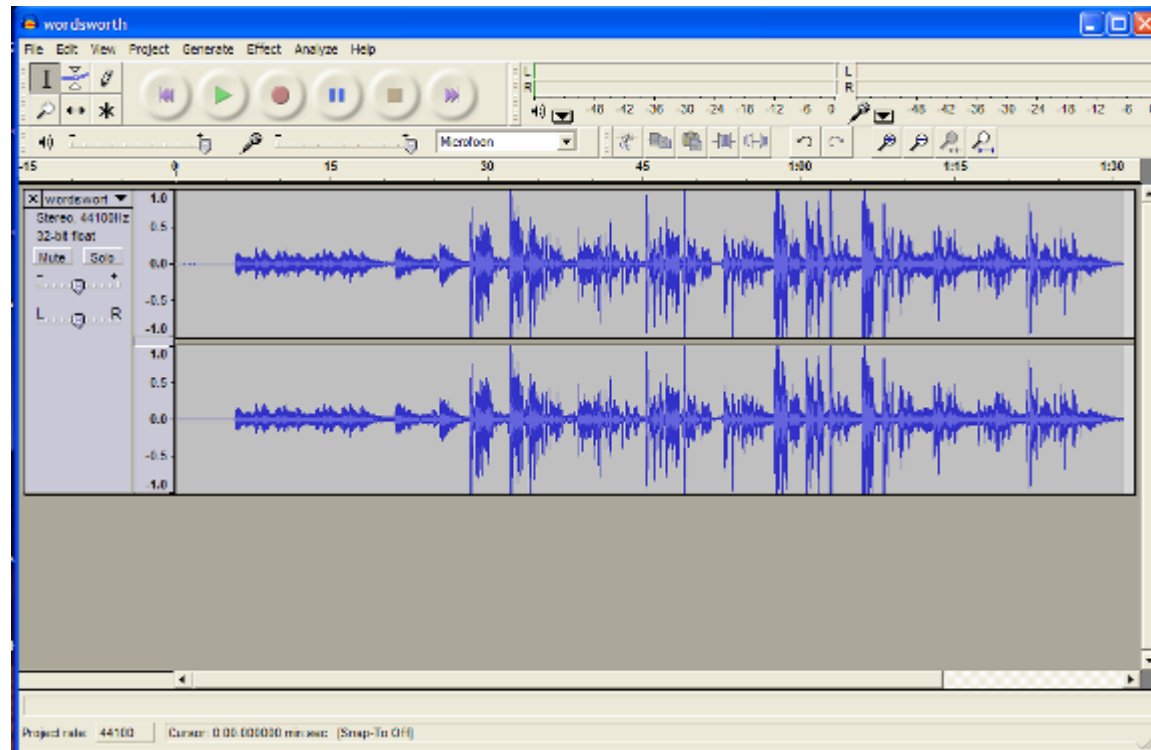 wordsworth
File Edit View Project Generate Effect Analyze Help
L
R
-48 -42 -36 -30 -24 -18 -12 -6 0
L
R
-48 -42 -36 -30 -24 -18 -12 -6 0
Microfoon
-15 0 15 30 45 1:00 1:15 1:30
X wordswort
Stereo, 44100Hz
32-bit float
Mute Solo
- +
L R
1.0
0.5
0.0
-0.5
-1.0
1.0
0.5
0.0
-0.5
-1.0
Project rate: 44100 Cursor: 0:00.000000 min:sec (Snap-To Off)